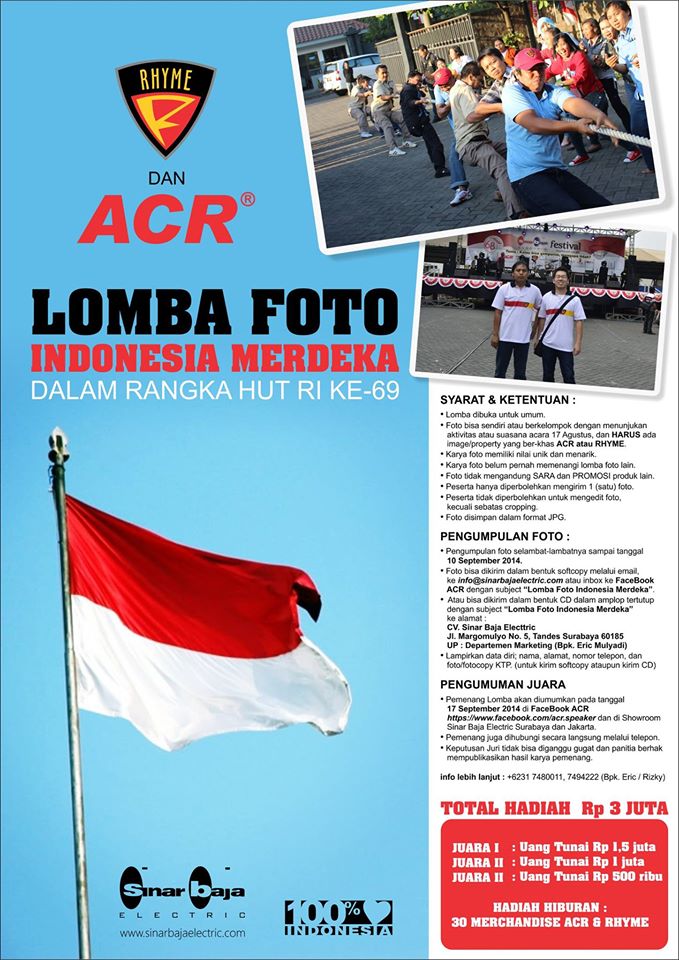 RHYME
R
DAN
ACR®
LOMBA FOTO
INDONESIA MERDEKA
DALAM RANGKA HUT RI KE-69
festival
SYARAT & KETENTUAN :
• Lomba dibuka untuk umum.
• Foto bisa sendiri atau berkelompok dengan menunjukan
aktivitas atau suasana acara 17 Agustus, dan HARUS ada
image/property yang ber-khas ACR atau RHYME.
• Karya foto memiliki nilai unik dan menarik.
• Karya foto belum pernah memenangi lomba foto lain.
• Foto tidak mengandung SARA dan PROMOSI produk lain.
• Peserta hanya diperbolehkan mengirim 1 (satu) foto.
• Peserta tidak diperbolehkan untuk mengedit foto,
kecuali sebatas cropping.
• Foto disimpan dalam format JPG.
PENGUMPULAN FOTO :
• Pengumpulan foto selambat-lambatnya sampai tanggal
10 September 2014.
• Foto bisa dikirim dalam bentuk softcopy melalui email,
ke info@sinarbajaelectric.com atau inbox ke FaceBook
ACR dengan subject “Lomba Foto Indonesia Merdeka”.
• Atau bisa dikirim dalam bentuk CD dalam amplop tertutup
dengan subject “Lomba Foto Indonesia Merdeka”
ke alamat :
CV. Sinar Baja Electtric
Jl. Margomulyo No. 5, Tandes Surabaya 60185
UP : Departemen Marketing (Bpk. Eric Mulyadi)
• Lampirkan data diri; nama, alamat, nomor telepon, dan
foto/fotocopy KTP. (untuk kirim softcopy ataupun kirim CD)
PENGUMUMAN JUARA
• Pemenang Lomba akan diumumkan pada tanggal
17 September 2014 di FaceBook ACR
https://www.facebook.com/acr.speaker dan di Showroom
Sinar Baja Electric Surabaya dan Jakarta.
• Pemenang juga dihubungi secara langsung melalui telepon.
• Keputusan Juri tidak bisa diganggu gugat dan panitia berhak
mempublikasikan hasil karya pemenang.
info lebih lanjut : +6231 7480011, 7494222 (Bpk. Eric / Rizky)
TOTAL HADIAH Rp 3 JUTA
JUARA I : Uang Tunai Rp 1,5 juta
JUARA II : Uang Tunai Rp 1 juta
JUARA II : Uang Tunai Rp 500 ribu
HADIAH HIBURAN :
30 MERCHANDISE ACR & RHYME
Sinar baja
ELECTRIC
www.sinarbajaelectric.com
100%
INDONESIA